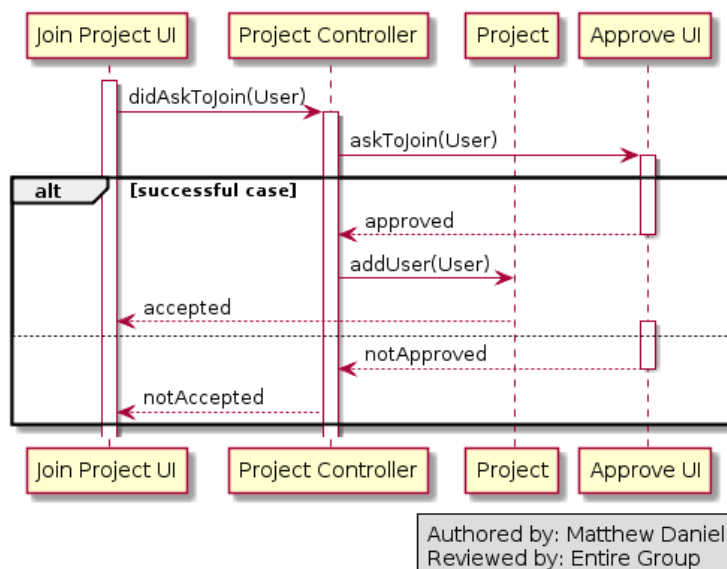 Join Project UI
Project Controller
Project
Approve UI
didAskToJoin(User)
askToJoin(User)
alt
[successful case]
approved
addUser(User)
accepted
notApproved
notAccepted
Join Project UI
Project Controller
Project
Approve UI
Authored by: Matthew Daniel
Reviewed by: Entire Group